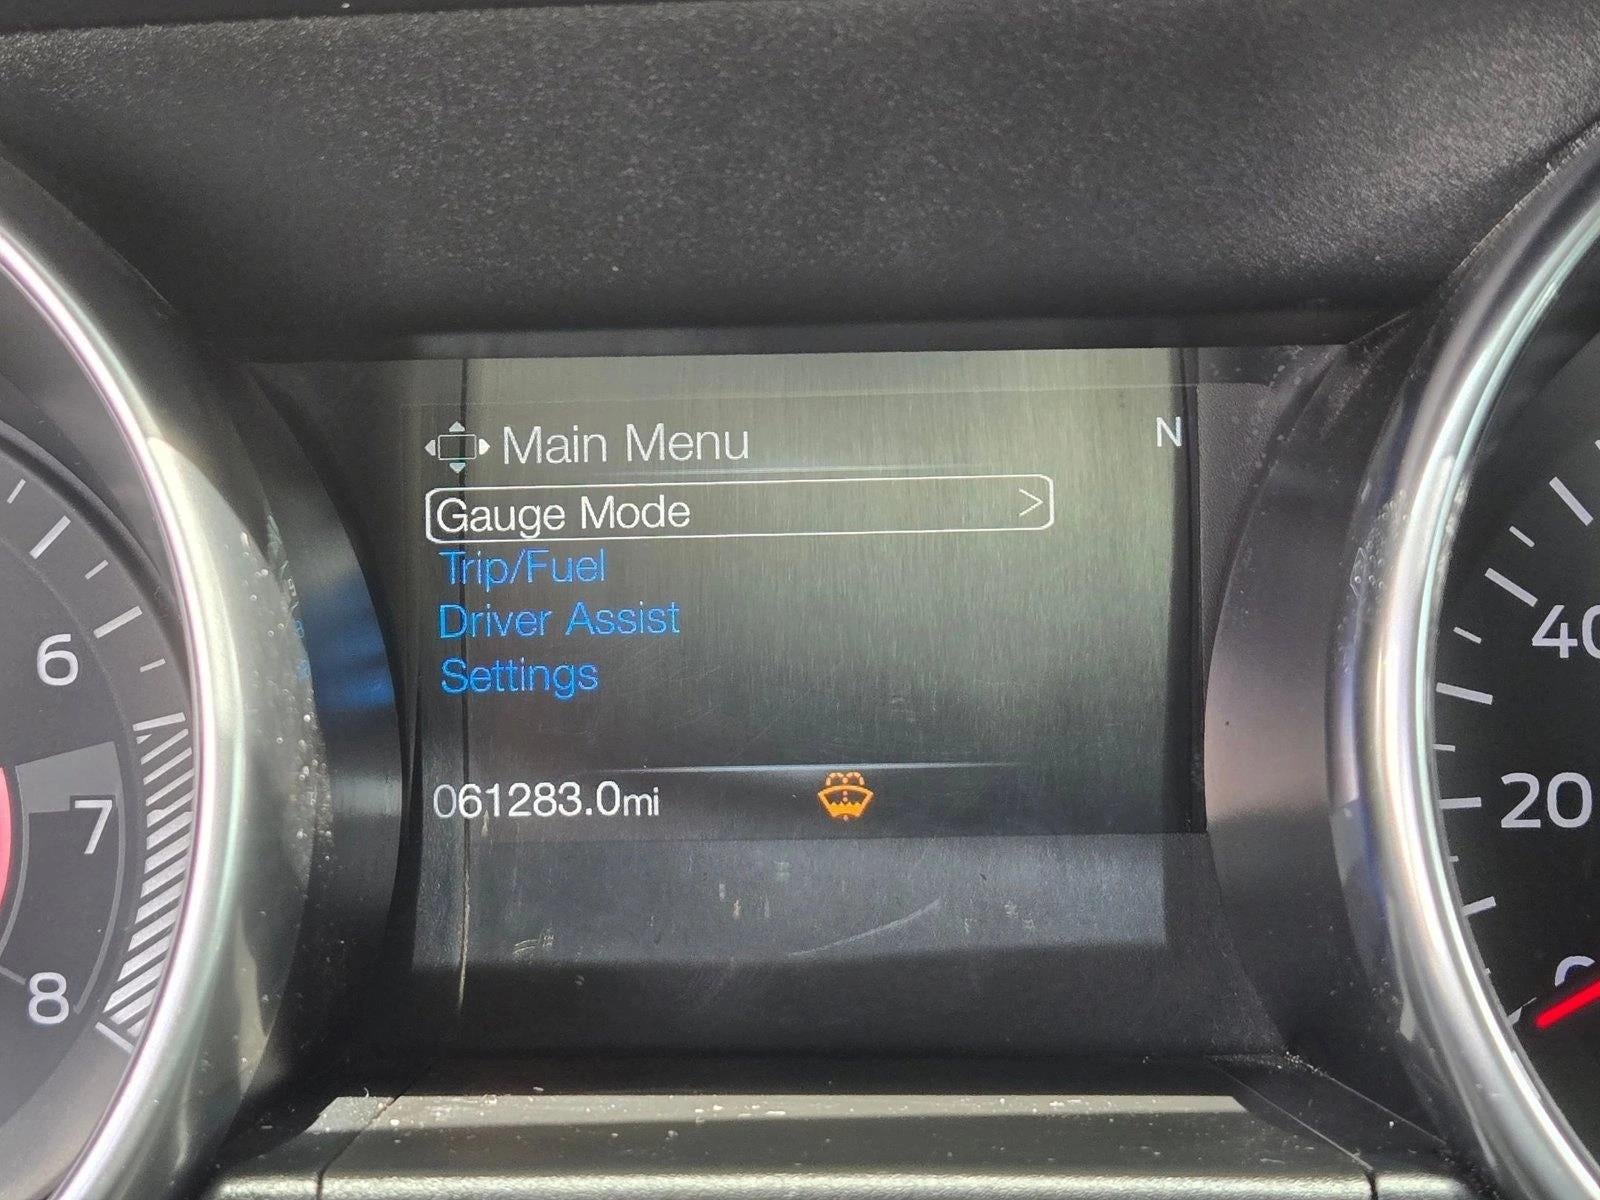 Main Menu
N
Gauge Mode >
Trip/Fuel
Driver Assist
Settings
061283.0mi
6
7
8
40
20